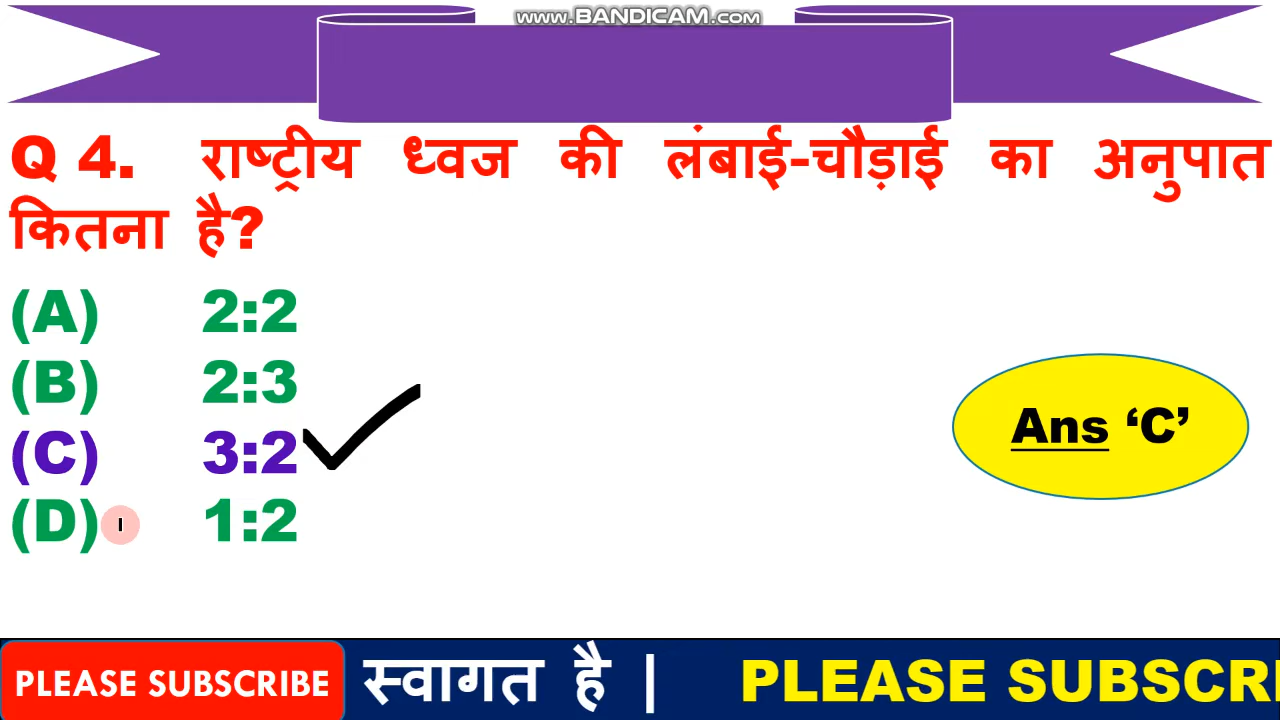 www.BANDICAM.com
Q 4. राष्ट्रीय ध्वज की लंबाई-चौड़ाई का अनुपात
कितना है?
(A) 2:2
(B) 2:3
(C) 3:2
(D) 1:2
Ans ‘C’
PLEASE SUBSCRIBE
स्वागत है | PLEASE SUBSCRI